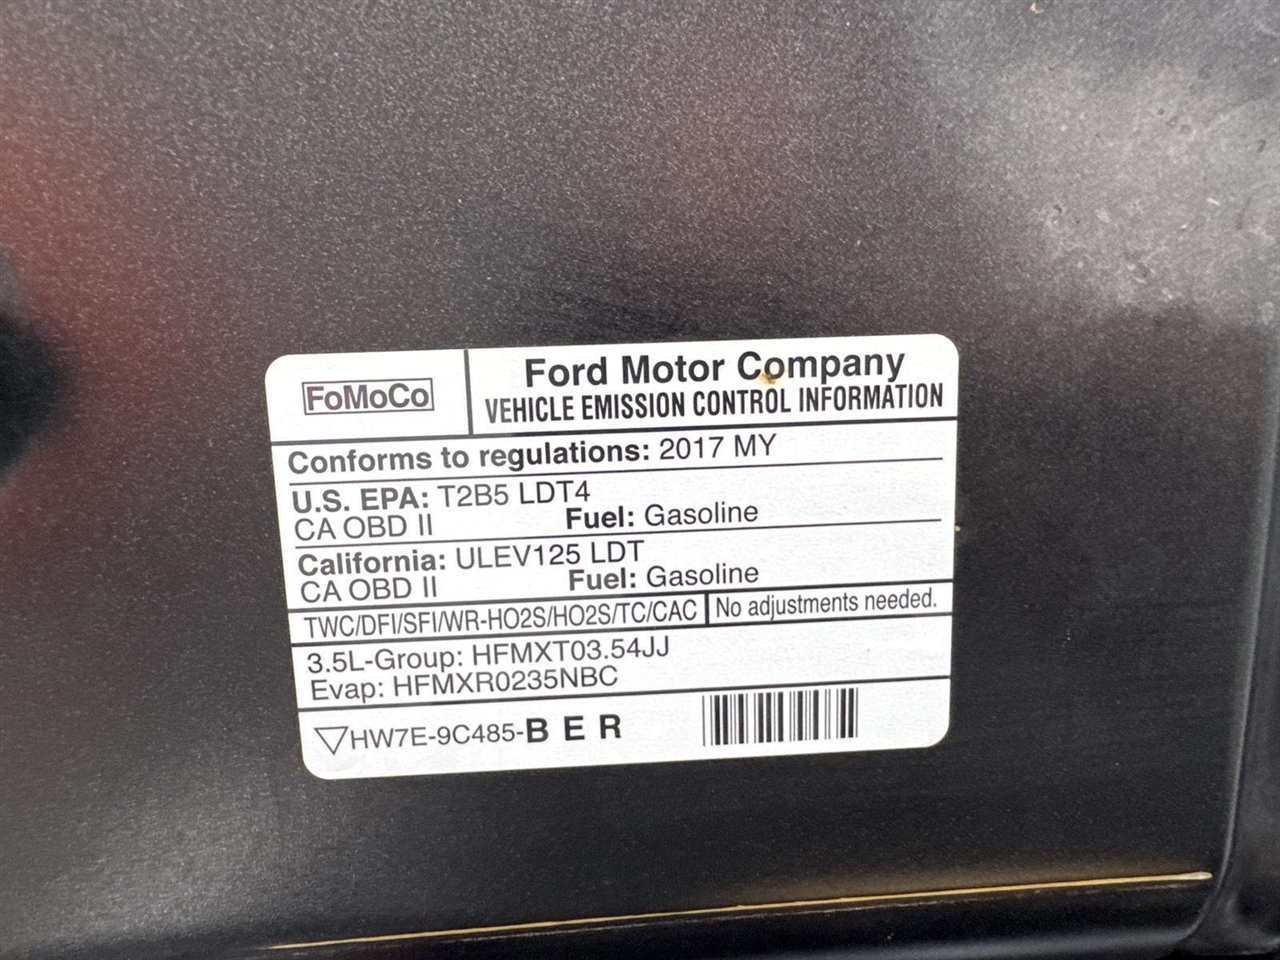 FoMoCo
Ford Motor Company
VEHICLE EMISSION CONTROL INFORMATION
Conforms to regulations: 2017 MY
U.S. EPA: T2B5 LDT4
CA OBD II Fuel: Gasoline
California: ULEV125 LDT
CA OBD II Fuel: Gasoline
TWC/DFI/SFI/WR-HO2S/HO2S/TC/CAC No adjustments needed.
3.5L-Group: HFMXT03.54JJ
Evap: HFMXR0235NBC
HW7E-9C485-B E R